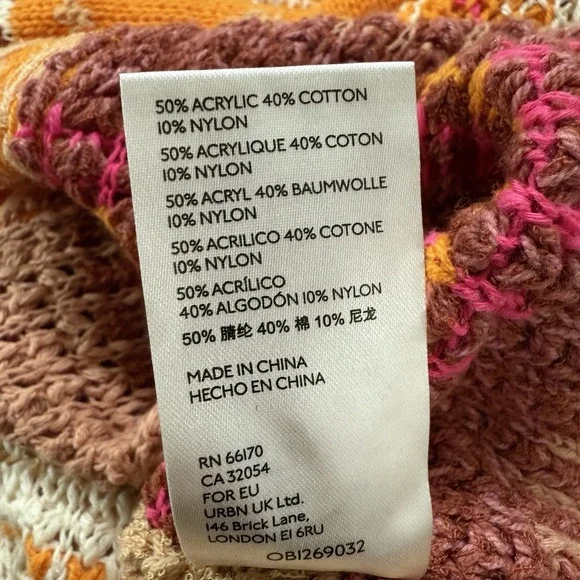 50% ACRYLIC 40% COTTON
10% NYLON
50% ACRYLIQUE 40% COTON
10% NYLON
50% ACRYL 40% BAUMWOLLE
10% NYLON
50% ACRILICO 40% COTONE
10% NYLON
50% ACRÍLICO
40% ALGODÓN 10% NYLON
50% 腈纶 40% 棉 10% 尼龙
MADE IN CHINA
HECHO EN CHINA
RN 66170
CA 32054
FOR EU
URBN UK Ltd.
146 Brick Lane,
LONDON E1 6RU
OB1269032